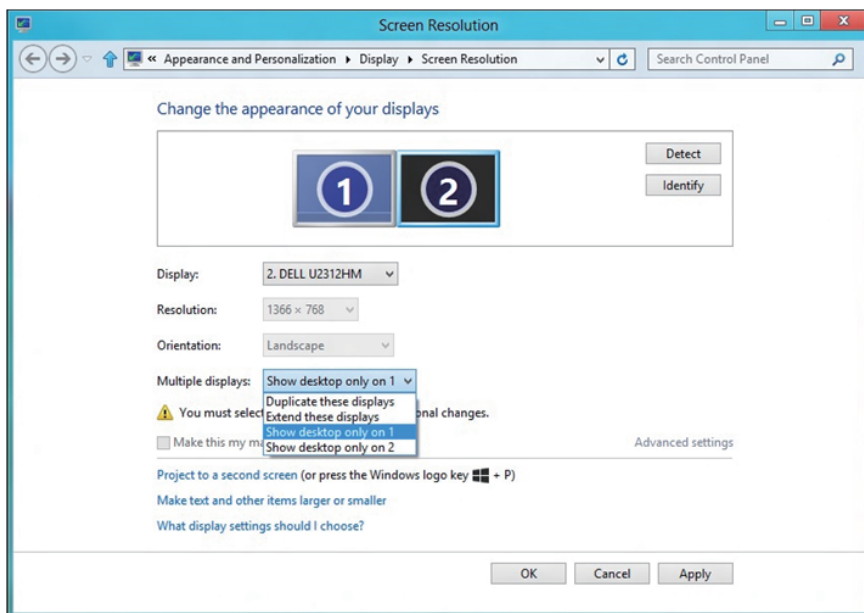 Screen Resolution
« Appearance and Personalization ▸ Display ▸ Screen Resolution Search Control Panel
Change the appearance of your displays
1 2
Detect
Identify
Display: 2. DELL U2312HM
Resolution: 1366 × 768
Orientation: Landscape
Multiple displays: Show desktop only on 1
Duplicate these displays
Extend these displays
Show desktop only on 1
Show desktop only on 2
You must selec onal changes.
Make this my ma Advanced settings
Project to a second screen (or press the Windows logo key + P)
Make text and other items larger or smaller
What display settings should I choose?
OK Cancel Apply